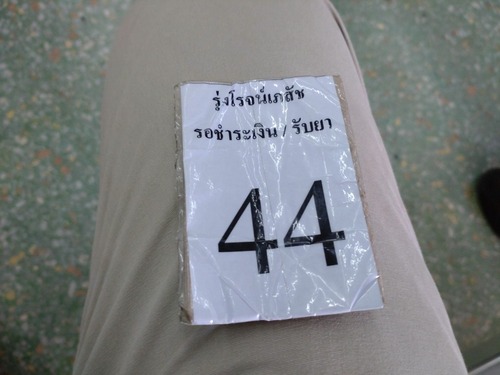 รุ่งโรจน์เภสัช
รอชำระเงิน / รับยา
44